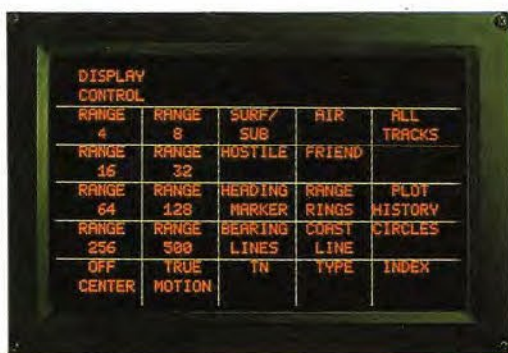 DISPLAY
CONTROL
RANGE RANGE SURF/ AIR ALL
4 8 SUB TRACKS
RANGE RANGE HOSTILE FRIEND
16 32
RANGE RANGE HEADING RANGE PLOT
64 128 MARKER RINGS HISTORY
RANGE RANGE BEARING COAST CIRCLES
256 500 LINES LINE
OFF TRUE TN TYPE INDEX
CENTER MOTION